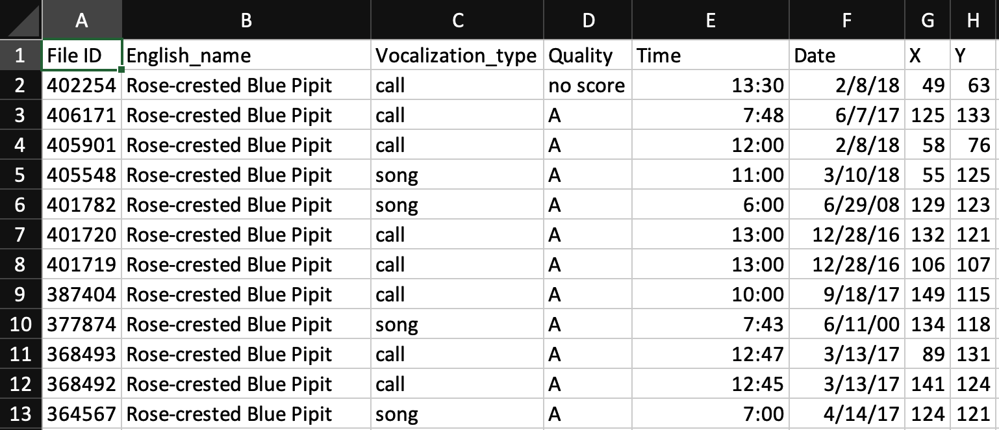 A B C D E F G H
1 File ID English_name Vocalization_type Quality Time Date X Y
2 402254 Rose-crested Blue Pipit call no score 13:30 2/8/18 49 63
3 406171 Rose-crested Blue Pipit call A 7:48 6/7/17 125 133
4 405901 Rose-crested Blue Pipit call A 12:00 2/8/18 58 76
5 405548 Rose-crested Blue Pipit song A 11:00 3/10/18 55 125
6 401782 Rose-crested Blue Pipit song A 6:00 6/29/08 129 123
7 401720 Rose-crested Blue Pipit call A 13:00 12/28/16 132 121
8 401719 Rose-crested Blue Pipit call A 13:00 12/28/16 106 107
9 387404 Rose-crested Blue Pipit call A 10:00 9/18/17 149 115
10 377874 Rose-crested Blue Pipit song A 7:43 6/11/00 134 118
11 368493 Rose-crested Blue Pipit call A 12:47 3/13/17 89 131
12 368492 Rose-crested Blue Pipit call A 12:45 3/13/17 141 124
13 364567 Rose-crested Blue Pipit song A 7:00 4/14/17 124 121